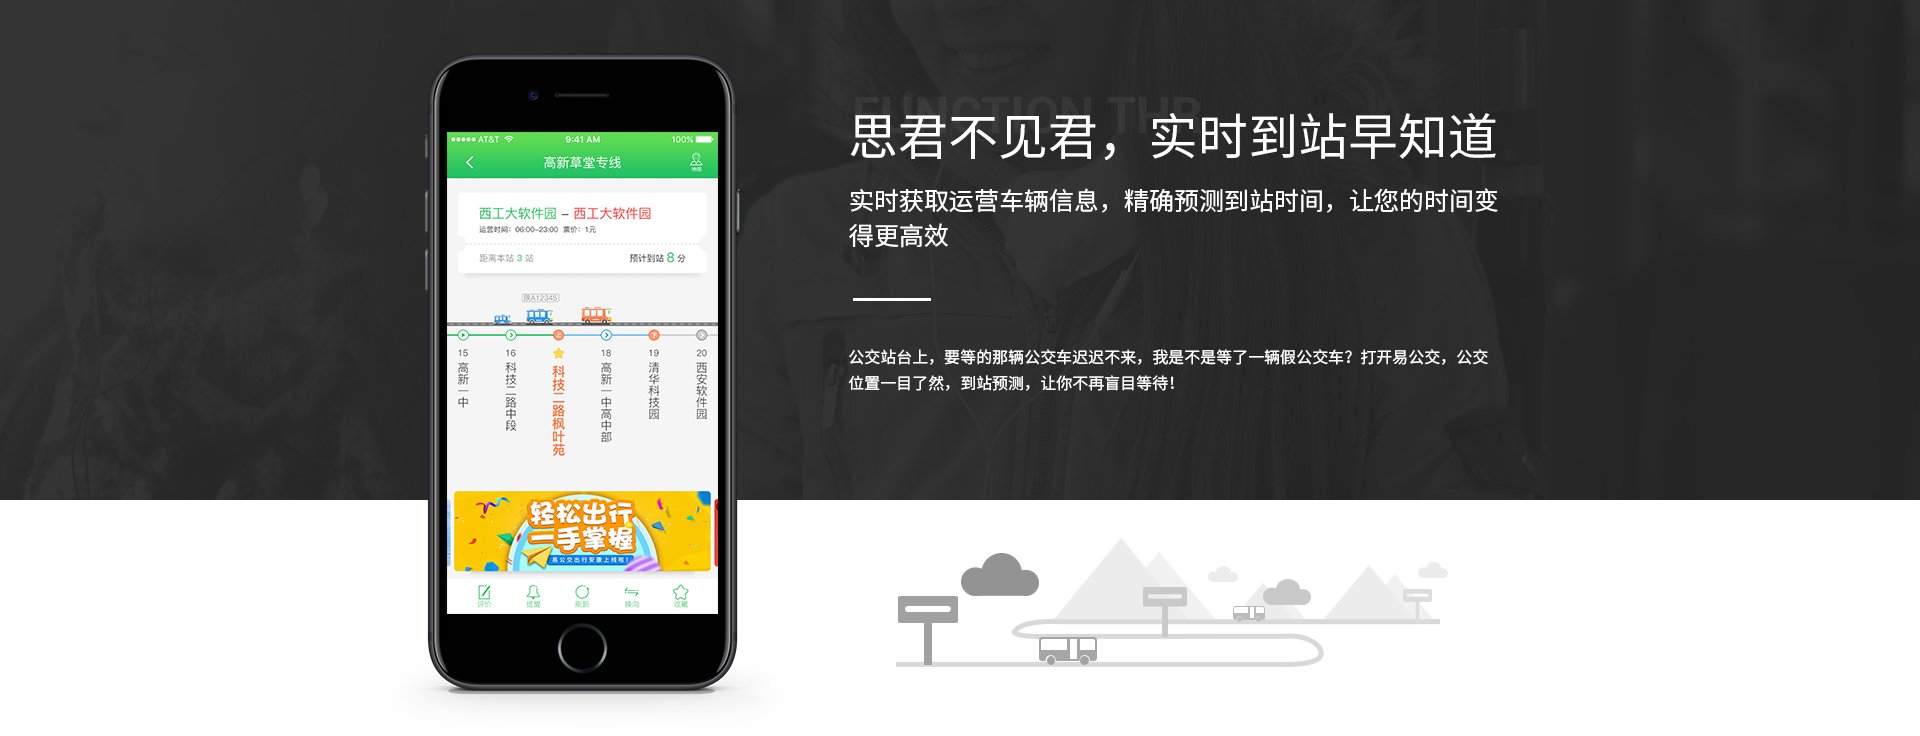 FUNCTION THR
思君不见君，实时到站早知道
实时获取运营车辆信息，精确预测到站时间，让您的时间变
得更高效
公交站台上，要等的那辆公交车迟迟不来，我是不是等了一辆假公交车？打开易公交，公交
位置一目了然，到站预测，让你不再盲目等待！
AT&T 9:41 AM 100%
高新草堂专线
地图
西工大软件园 – 西工大软件园
运营时间：06:00~23:00 票价：1元
距离本站 3 站 预计到站 8 分
陕A12345
15 高新一中
16 科技二路中段
科技二路枫叶苑
18 高新一中高中部
19 清华科技园
20 西安软件园
轻松出行
一手掌握
易公交出行安康上线啦！
评价 提醒 刷新 换向 收藏